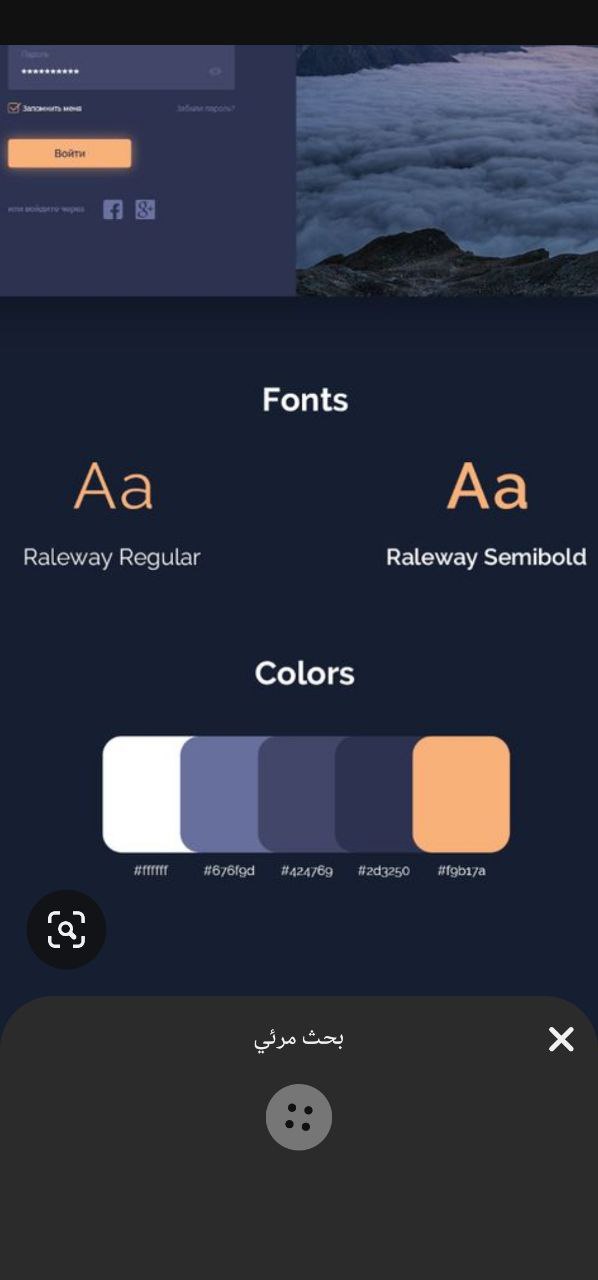 Пароль
**********
Запомнить меня
Забыли пароль?
Войти
или войдите через
Fonts
Aa
Aa
Raleway Regular
Raleway Semibold
Colors
#ffffff
#676f9d
#424769
#2d3250
#f9b17a
بحث مرئي